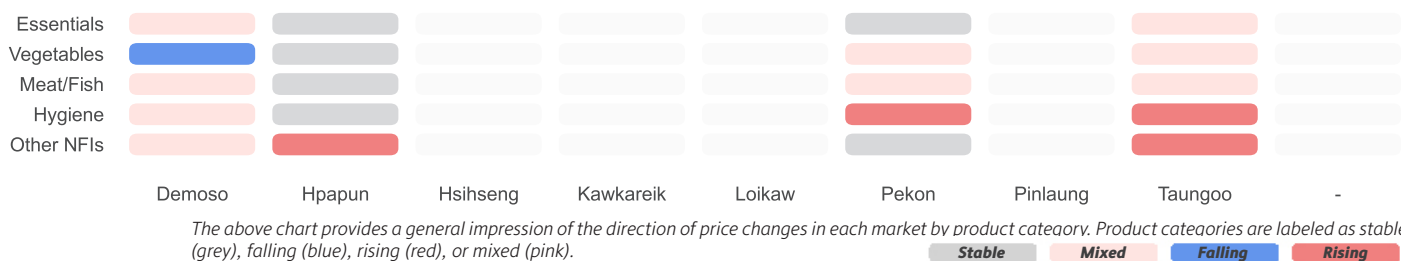 Essentials
Vegetables
Meat/Fish
Hygiene
Other NFIs
Demoso Hpapun Hsihseng Kawkareik Loikaw Pekon Pinlaung Taungoo -
The above chart provides a general impression of the direction of price changes in each market by product category. Product categories are labeled as stable
(grey), falling (blue), rising (red), or mixed (pink).
Stable Mixed Falling Rising